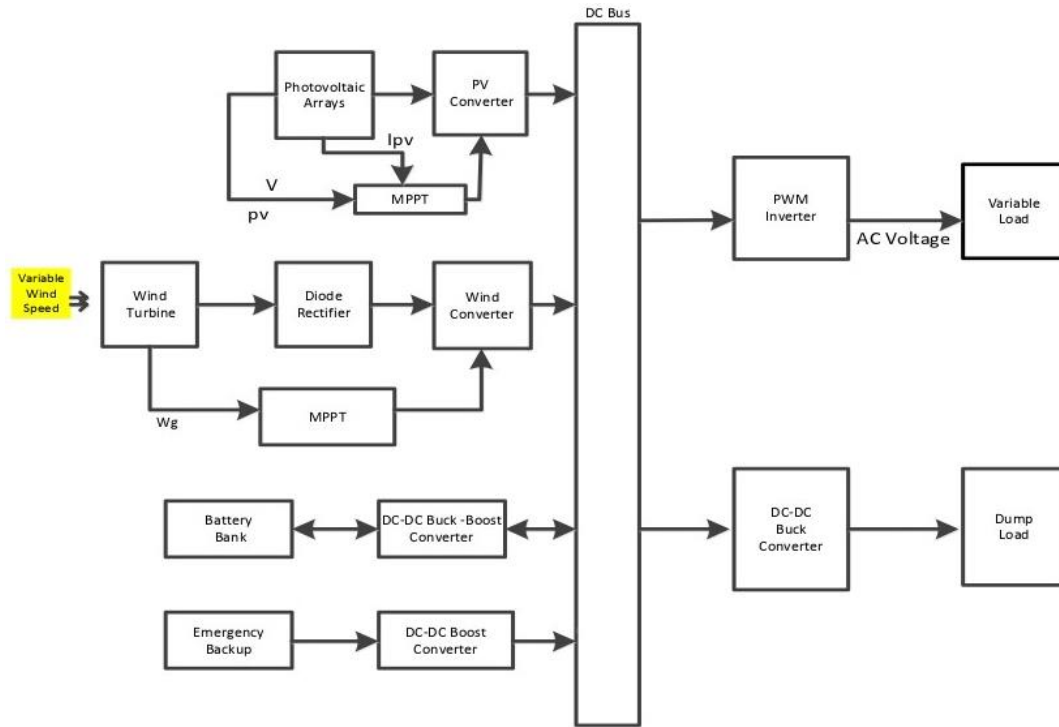 DC Bus
Photovoltaic
Arrays
PV
Converter
Ipv
V
pv
MPPT
PWM
Inverter
AC Voltage
Variable
Load
Variable
Wind
Speed
Wind
Turbine
Diode
Rectifier
Wind
Converter
Wg
MPPT
Battery
Bank
DC-DC Buck -Boost
Converter
DC-DC
Buck
Converter
Dump
Load
Emergency
Backup
DC-DC Boost
Converter